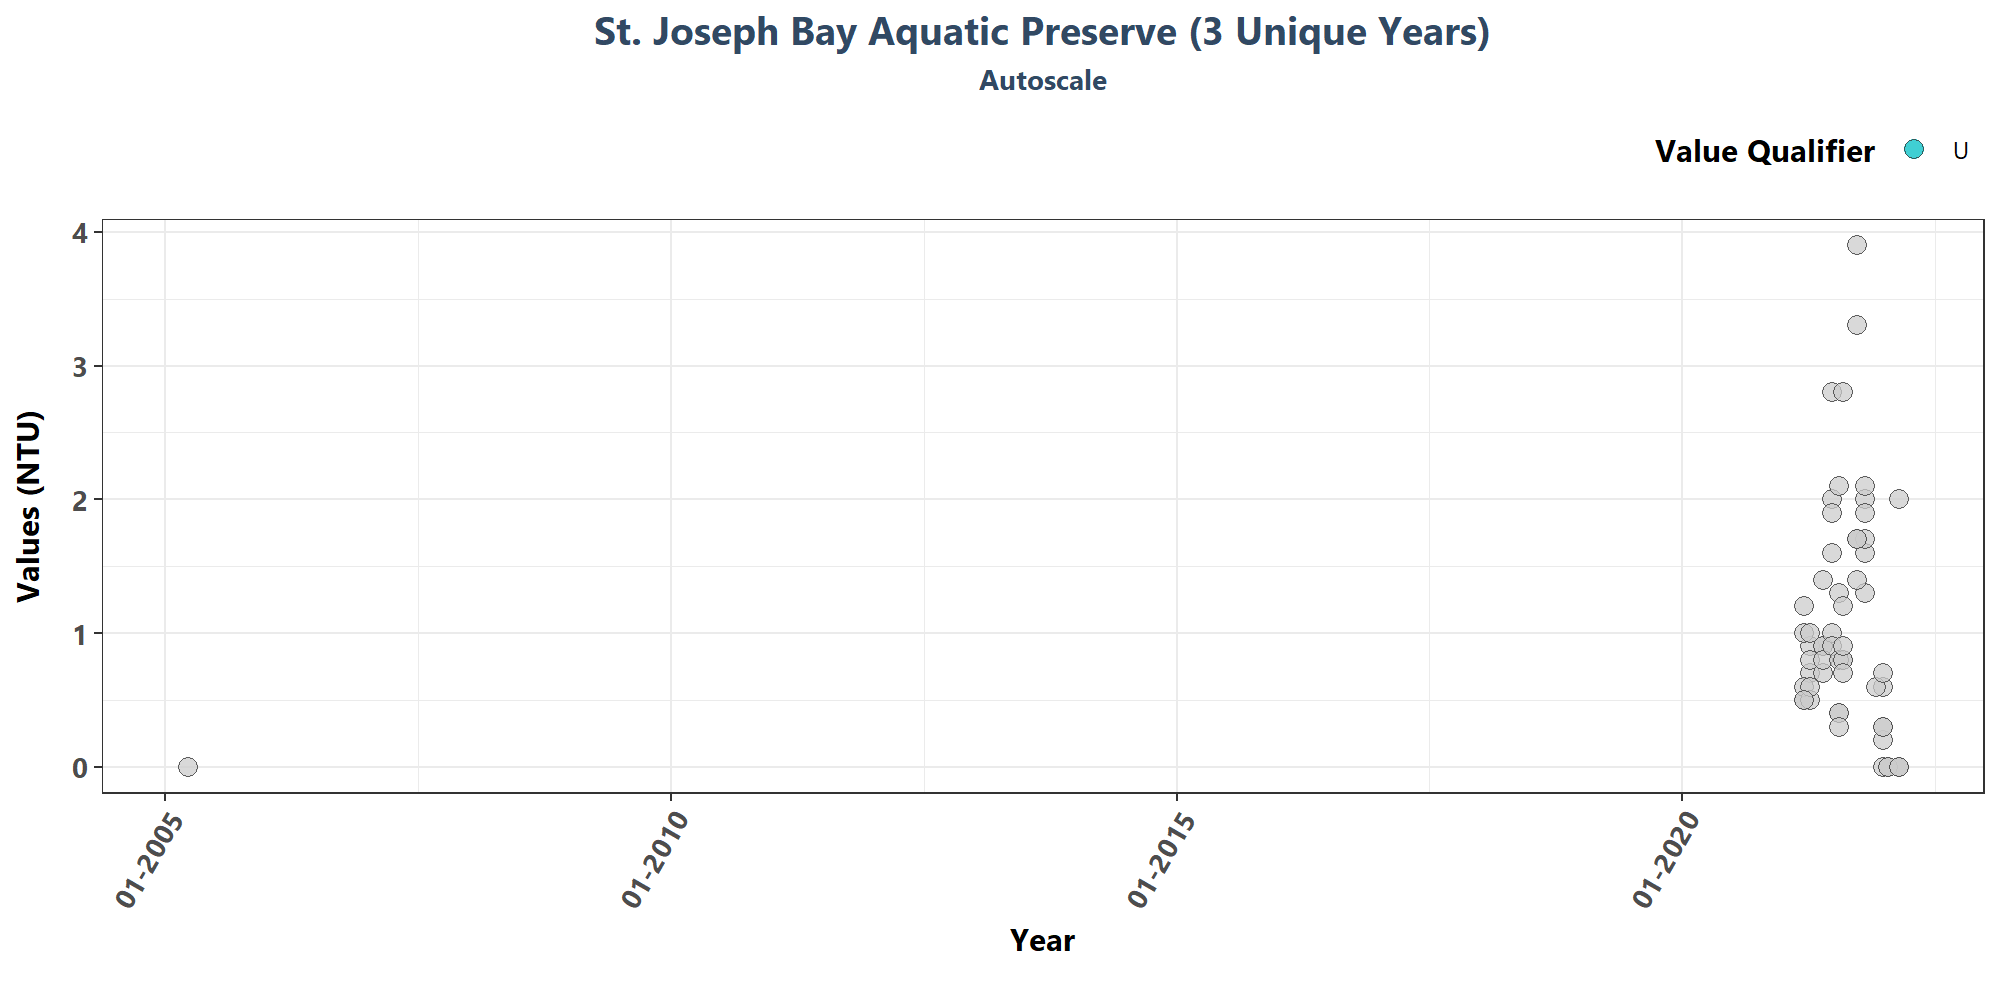 St. Joseph Bay Aquatic Preserve (3 Unique Years)
Autoscale
Value Qualifier U
4
3
2
1
0
Values (NTU)
01-2005 01-2010 01-2015 01-2020
Year